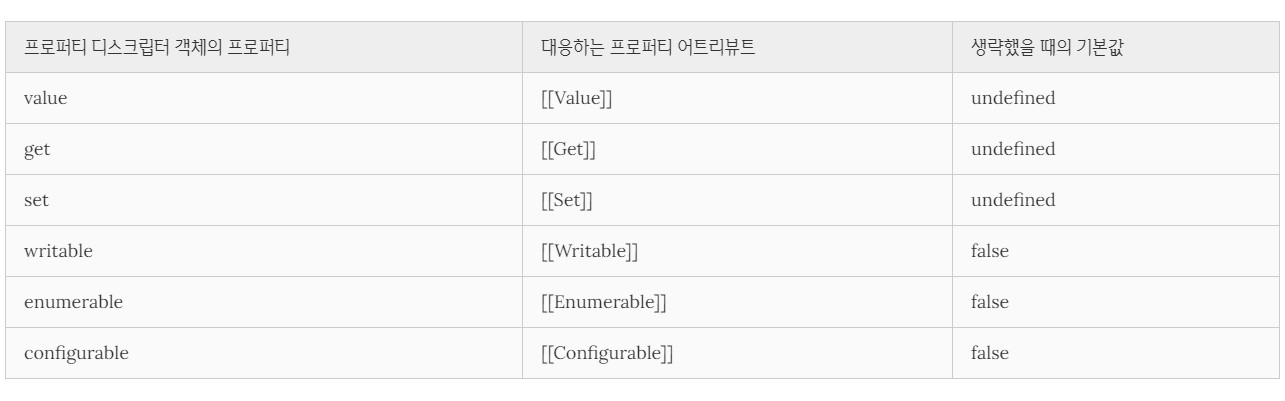 프로퍼티 디스크립터 객체의 프로퍼티 대응하는 프로퍼티 어트리뷰트 생략했을 때의 기본값
value [[Value]] undefined
get [[Get]] undefined
set [[Set]] undefined
writable [[Writable]] false
enumerable [[Enumerable]] false
configurable [[Configurable]] false